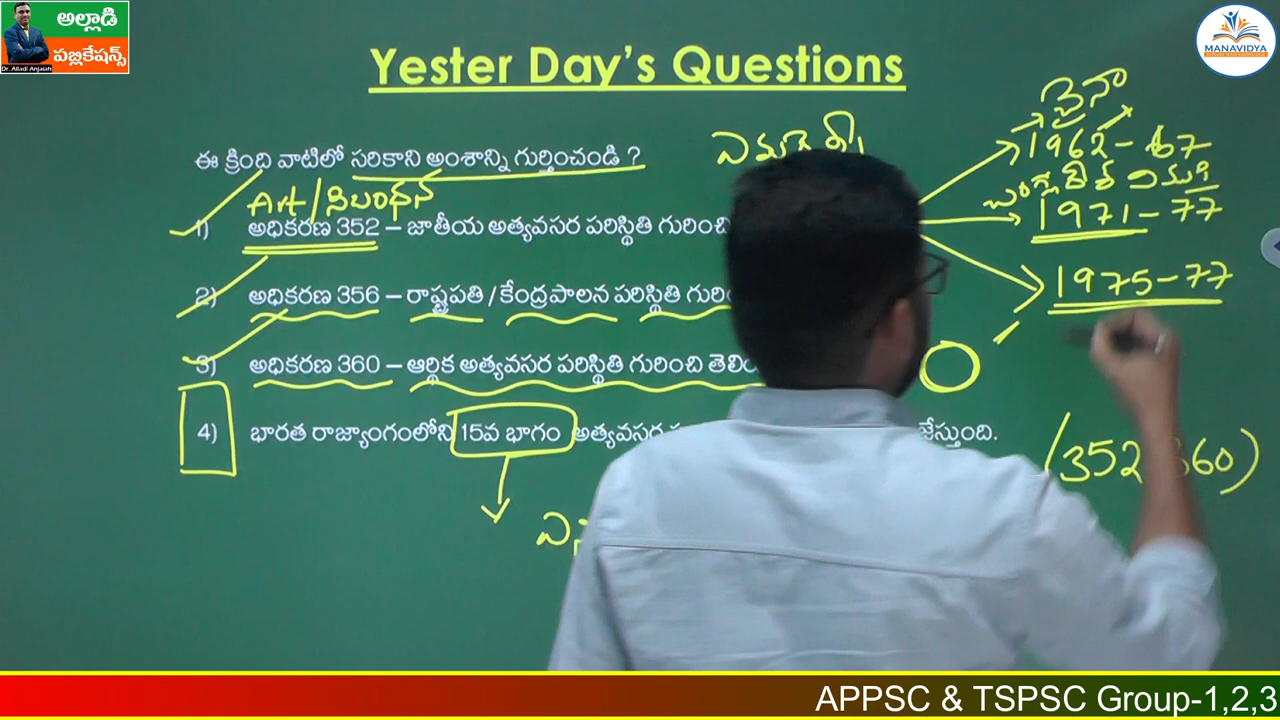 అల్లాడి
పబ్లికేషన్స్
Dr. Alladi Anjaiah
MANAVIDYA
Yester Day's Questions
ఈ క్రింది వాటిలో సరికాని అంశాన్ని గుర్తించండి ?
Art/నిబంధన
1) అధికరణ 352 – జాతీయ అత్యవసర పరిస్థితి
2) అధికరణ 356 – రాష్ట్రపతి / కేంద్రపాలన పరిస్థితి
3) అధికరణ 360 – ఆర్థిక అత్యవసర పరిస్థితి గురించి
4) భారత రాజ్యాంగంలోని 15వ భాగం అత్యవసర
చైనా
1962-67
1971-77
1975-77
(352 360)
APPSC & TSPSC Group-1,2,3